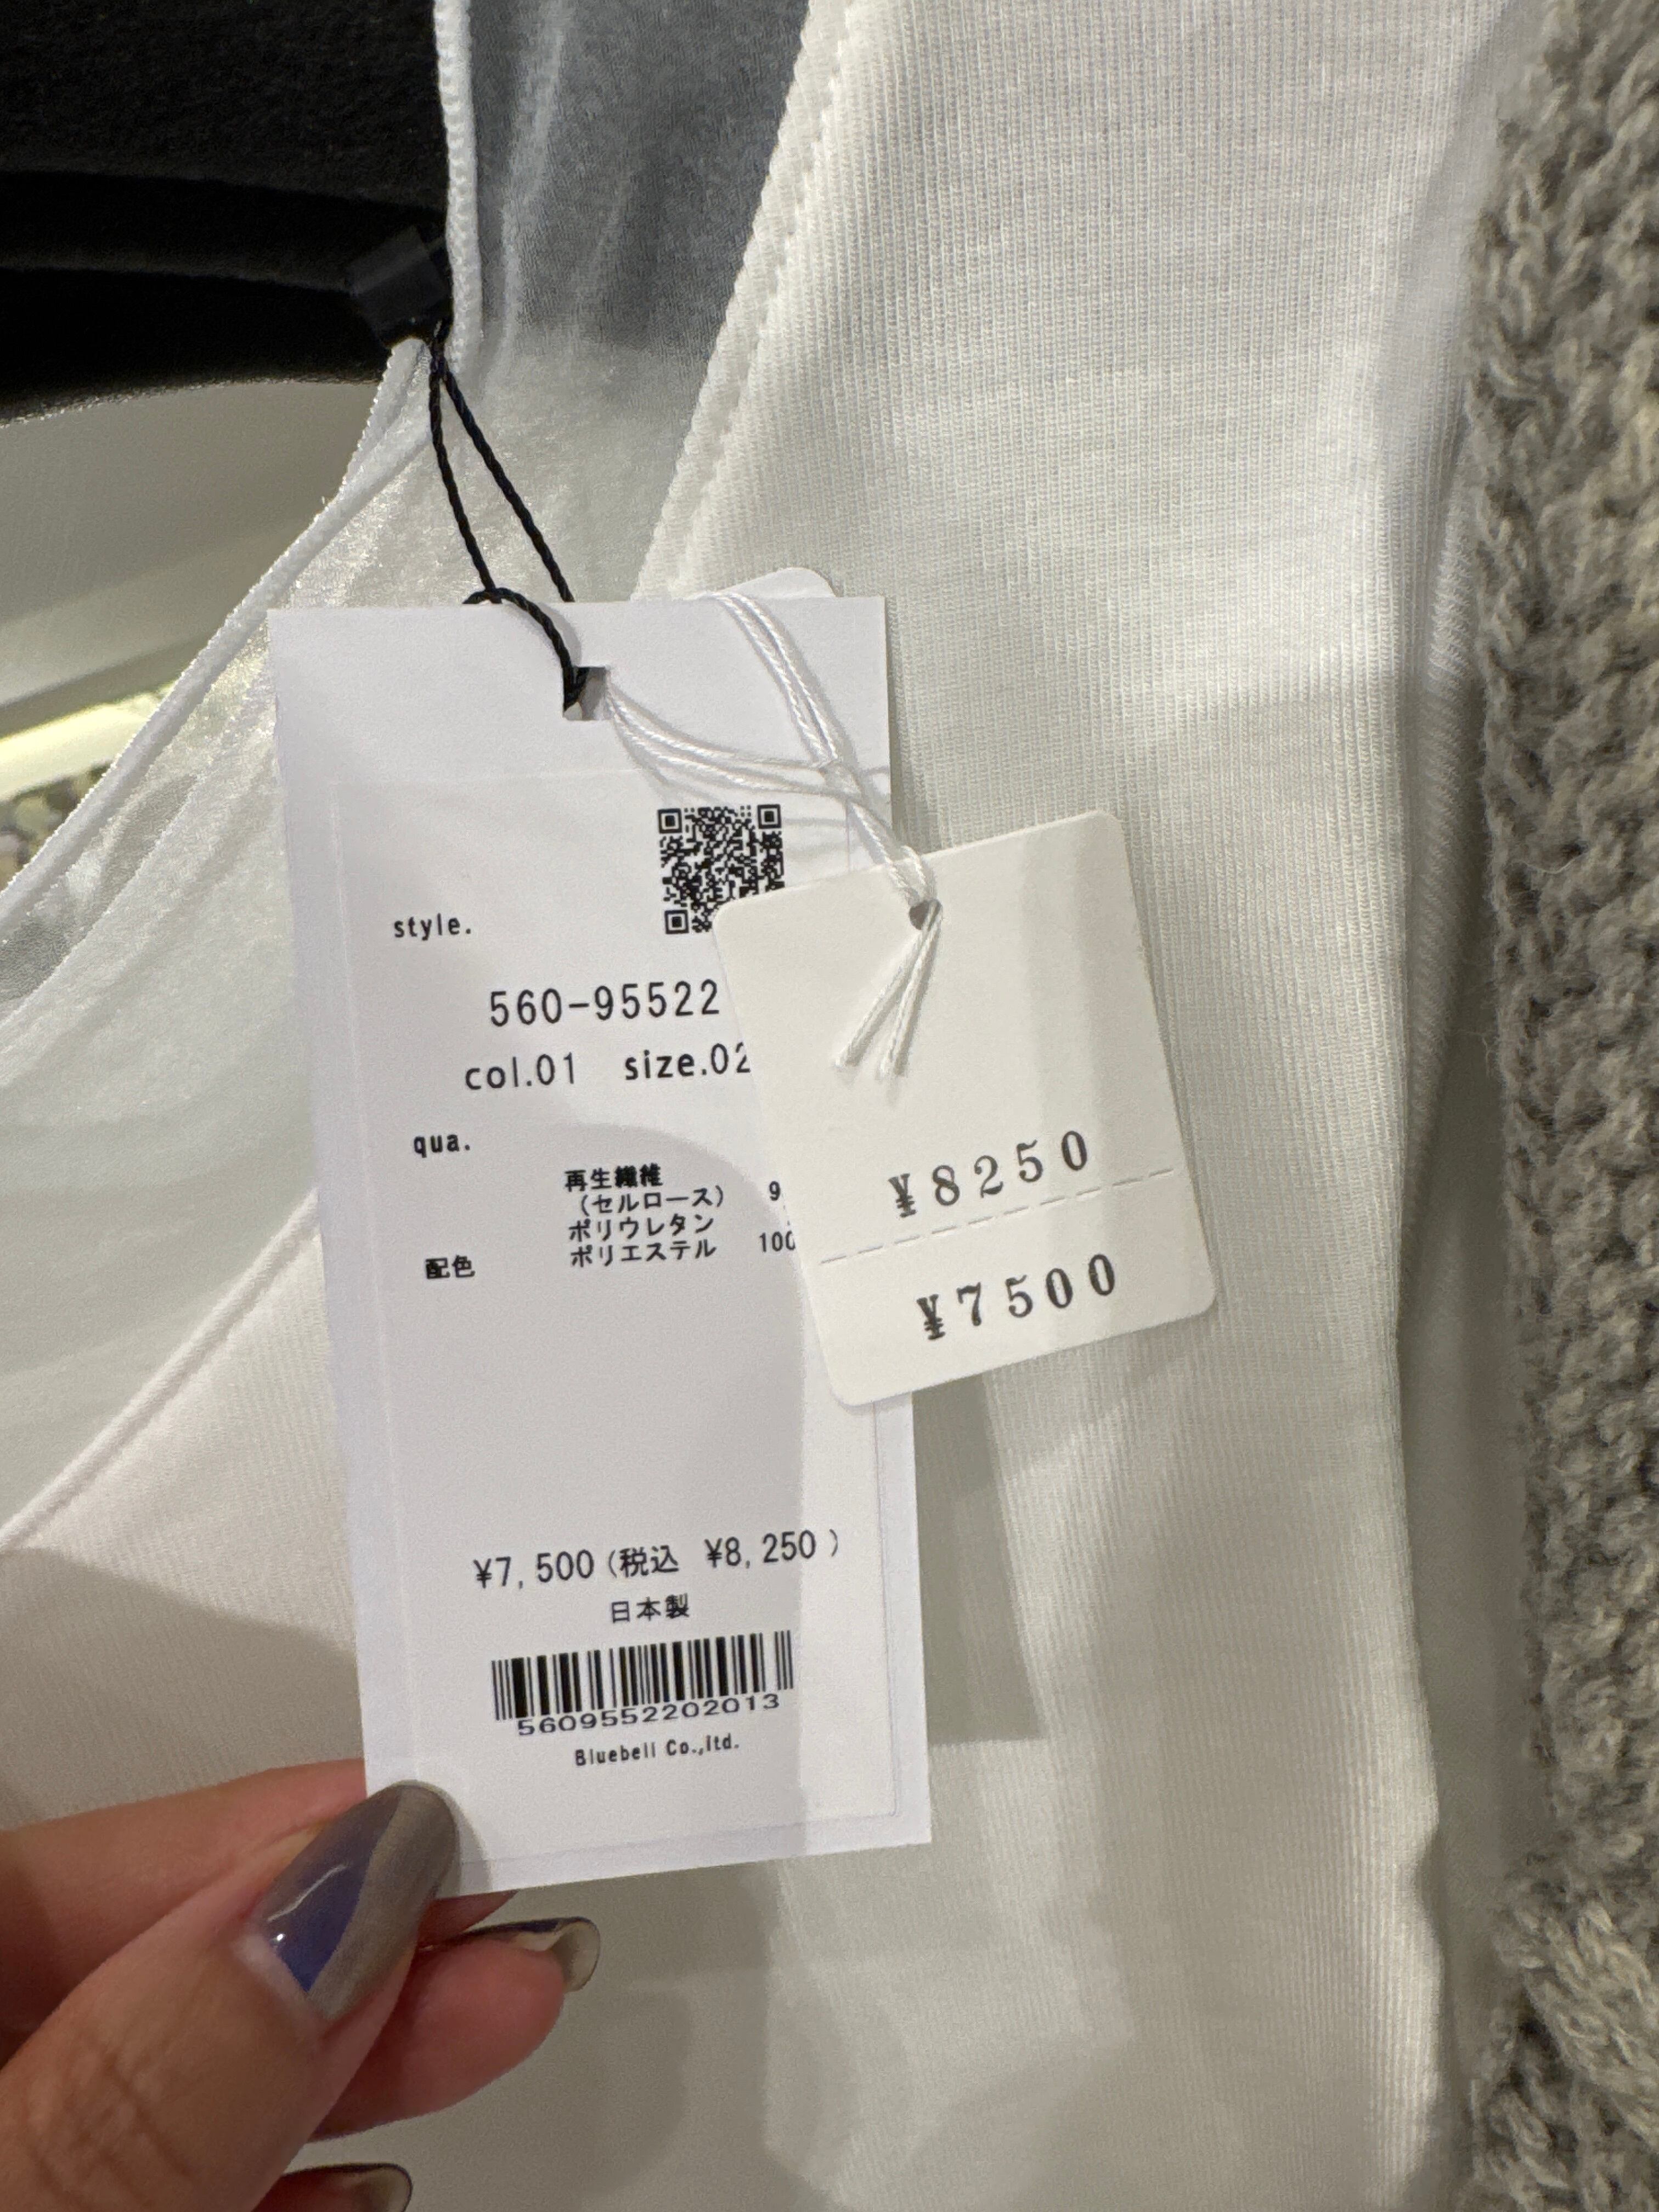 style.
560-95522
col.01 size.02
qua.
再生繊維
(セルロース) 9
ポリウレタン
配色 ポリエステル 100
¥7,500(税込 ¥8,250)
日本製
5609552202013
Bluebell Co.,ltd.
¥8250
¥7500